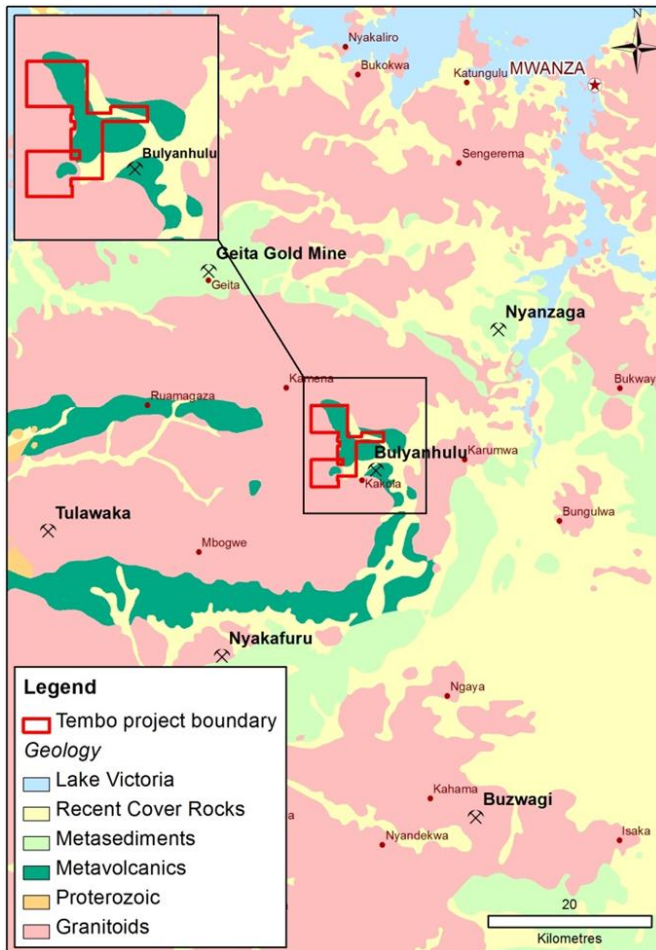 N
Nyakaliro
Bukokwa
Katungulu
MWANZA
Sengerema
Bulyanhulu
Geita Gold Mine
Geita
Nyanzaga
Kamena
Bukway
Ruamagaza
Bulyanhulu
Karumwa
Kakola
Tulawaka
Bungulwa
Mbogwe
Nyakafuru
Ngaya
Kahama
Buzwagi
Nyandekwa
Isaka
a
Legend
Tembo project boundary
Geology
Lake Victoria
Recent Cover Rocks
Metasediments
Metavolcanics
Proterozoic
Granitoids
20
Kilometres